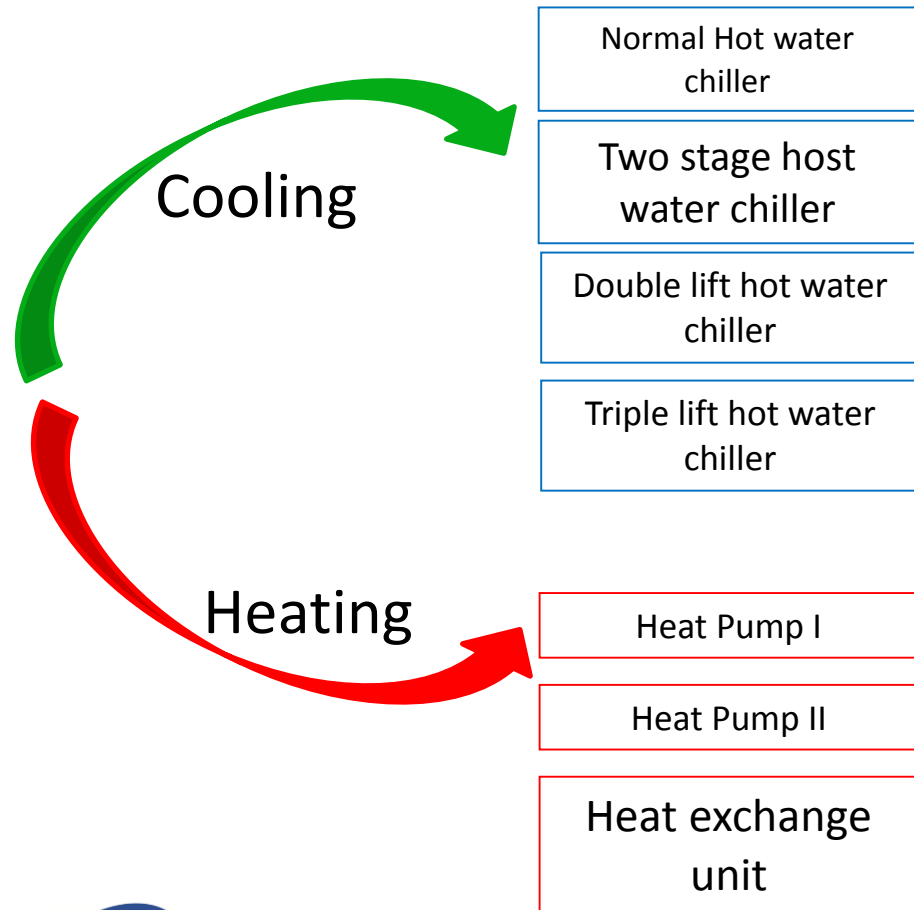 Normal Hot water
chiller
Cooling
Two stage host
water chiller
Double lift hot water
chiller
Triple lift hot water
chiller
Heating
Heat Pump I
Heat Pump II
Heat exchange
unit